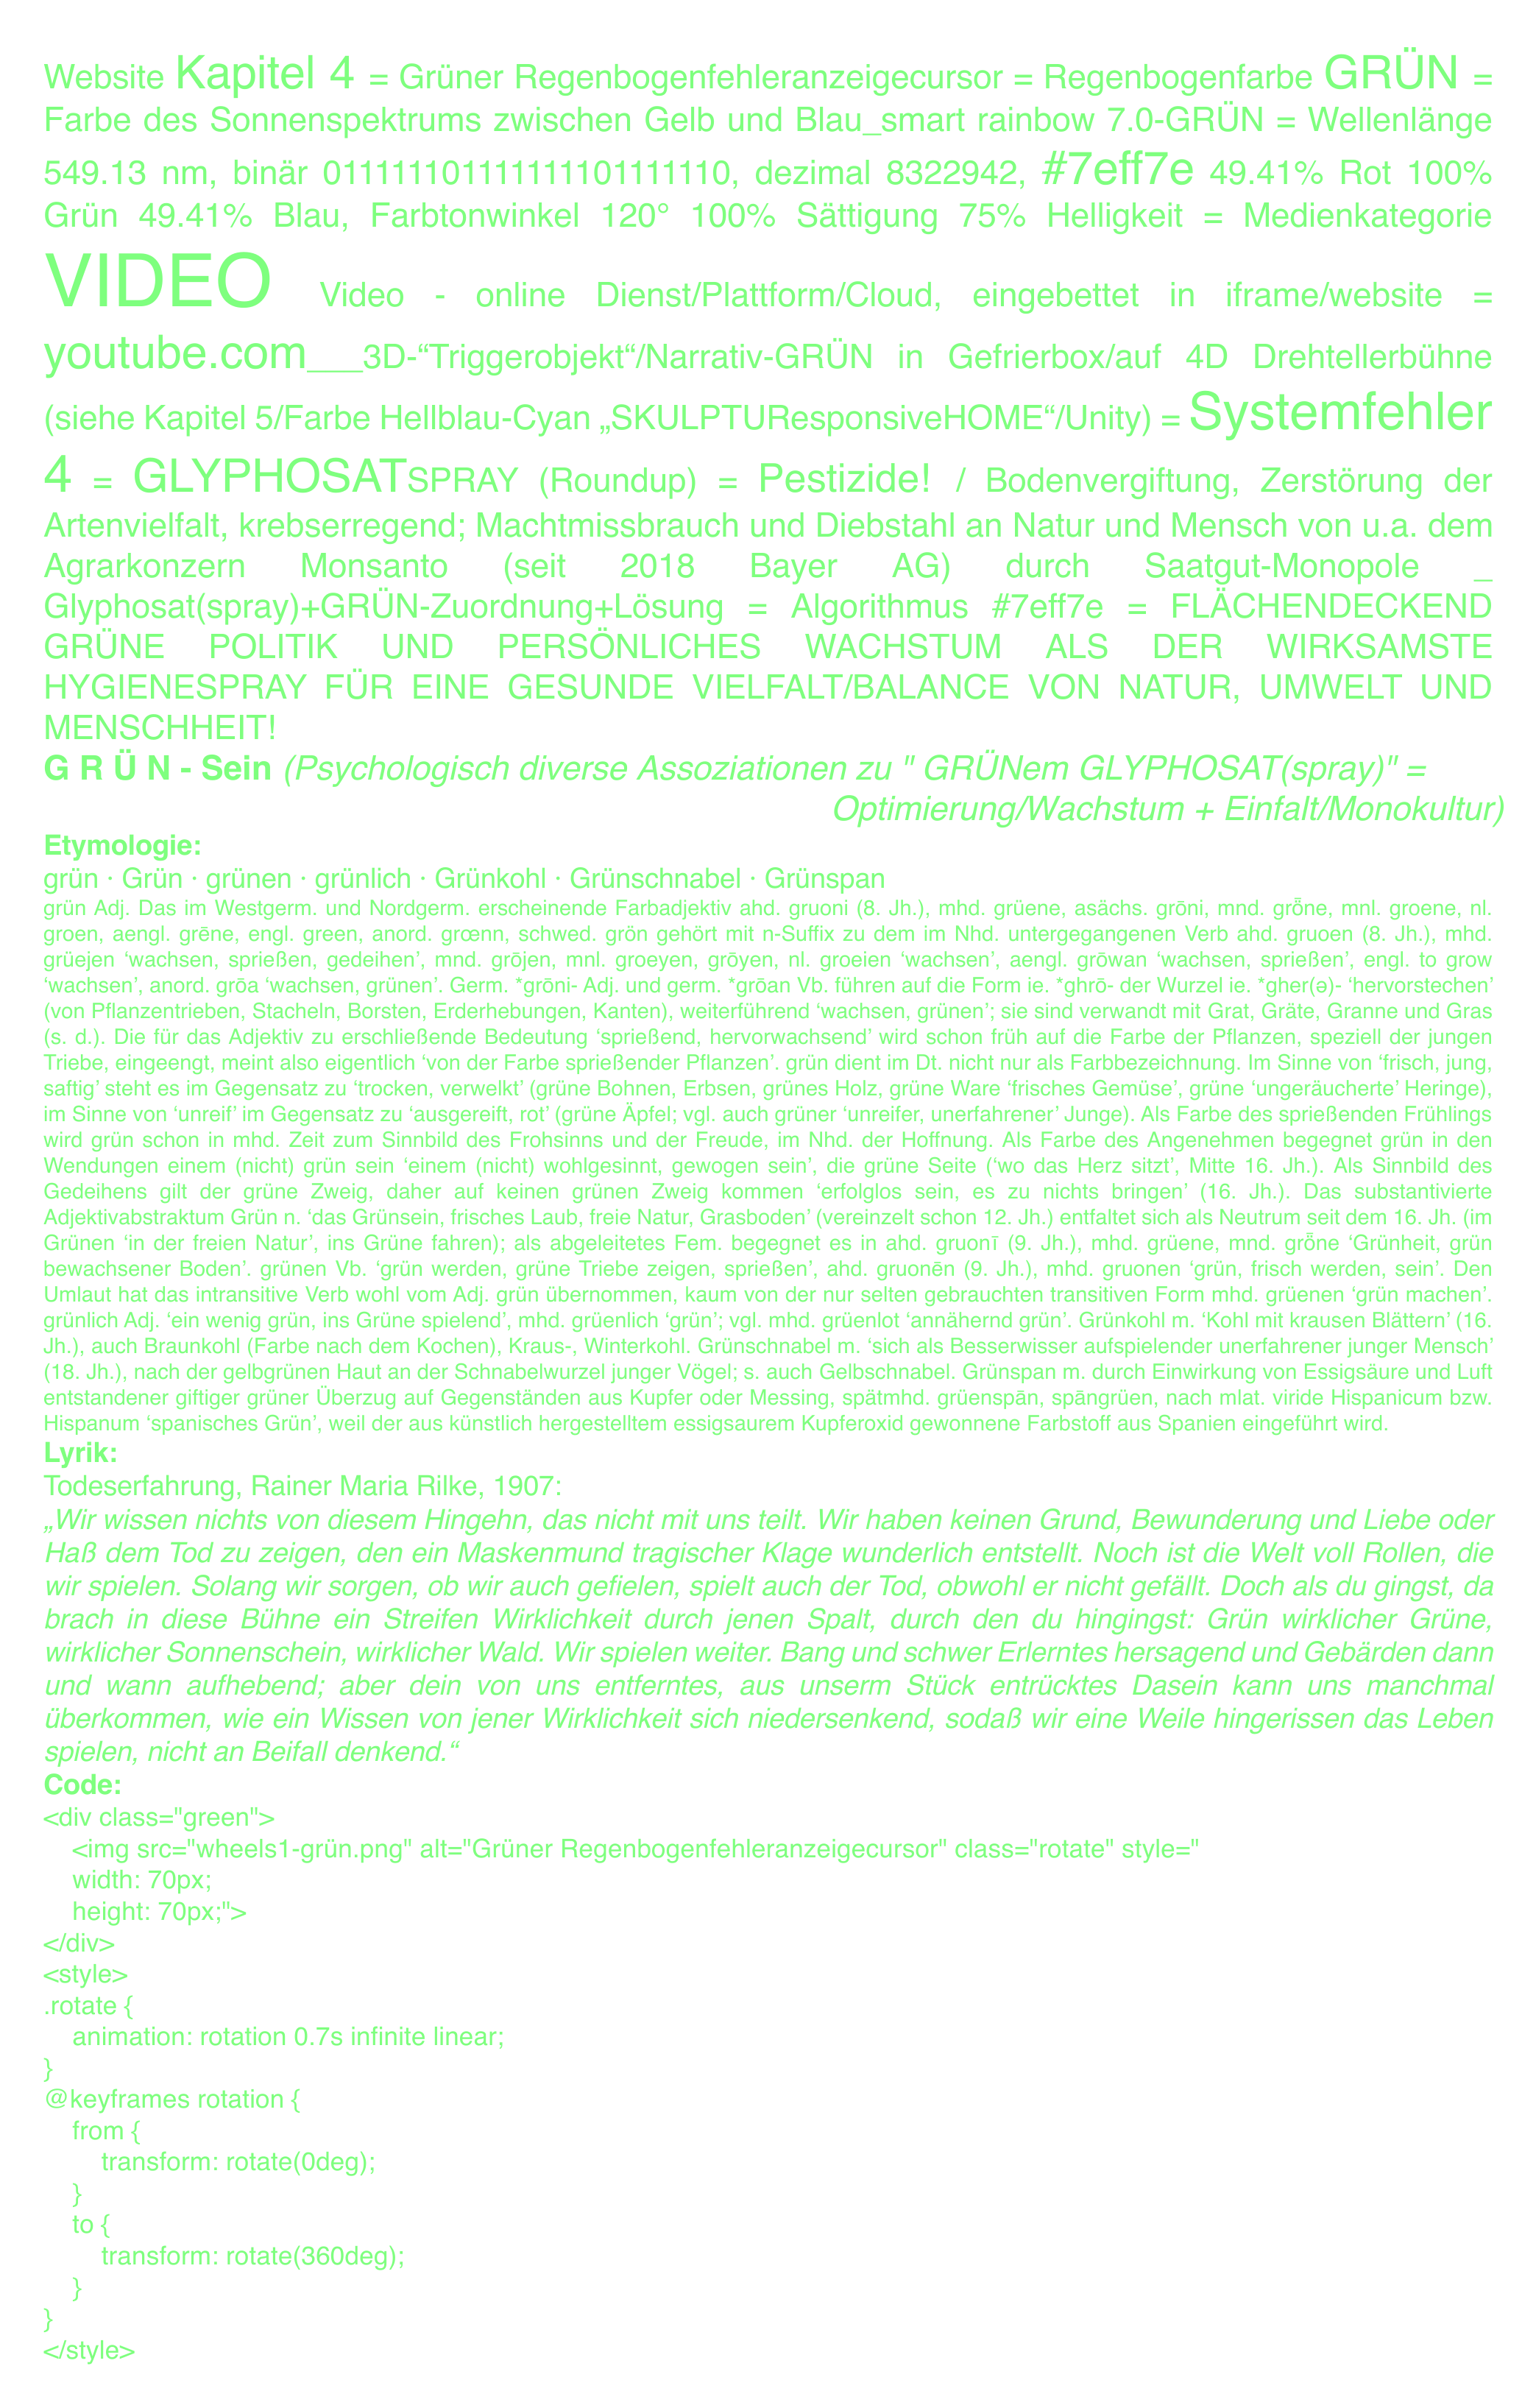 Website Kapitel 4 = Grüner Regenbogenfehleranzeigecursor = Regenbogenfarbe GRÜN =
Farbe des Sonnenspektrums zwischen Gelb und Blau_smart rainbow 7.0-GRÜN = Wellenlänge
549.13 nm, binär 011111101111111101111110, dezimal 8322942, #7eff7e 49.41% Rot 100%
Grün 49.41% Blau, Farbtonwinkel 120° 100% Sättigung 75% Helligkeit = Medienkategorie
VIDEO Video - online Dienst/Plattform/Cloud, eingebettet in iframe/website =
youtube.com___3D-“Triggerobjekt“/Narrativ-GRÜN in Gefrierbox/auf 4D Drehtellerbühne
(siehe Kapitel 5/Farbe Hellblau-Cyan „SKULPTUResponsiveHOME“/Unity) = Systemfehler
4 = GLYPHOSATSPRAY (Roundup) = Pestizide! / Bodenvergiftung, Zerstörung der
Artenvielfalt, krebserregend; Machtmissbrauch und Diebstahl an Natur und Mensch von u.a. dem
Agrarkonzern Monsanto (seit 2018 Bayer AG) durch Saatgut-Monopole _
Glyphosat(spray)+GRÜN-Zuordnung+Lösung = Algorithmus #7eff7e = FLÄCHENDECKEND
GRÜNE POLITIK UND PERSÖNLICHES WACHSTUM ALS DER WIRKSAMSTE
HYGIENESPRAY FÜR EINE GESUNDE VIELFALT/BALANCE VON NATUR, UMWELT UND
MENSCHHEIT!
G R Ü N - Sein (Psychologisch diverse Assoziationen zu " GRÜNem GLYPHOSAT(spray)" =
Optimierung/Wachstum + Einfalt/Monokultur)
Etymologie:
grün · Grün · grünen · grünlich · Grünkohl · Grünschnabel · Grünspan
grün Adj. Das im Westgerm. und Nordgerm. erscheinende Farbadjektiv ahd. gruoni (8. Jh.), mhd. grüene, asächs. grōni, mnd. grȫne, mnl. groene, nl.
groen, aengl. grēne, engl. green, anord. grœnn, schwed. grön gehört mit n-Suffix zu dem im Nhd. untergegangenen Verb ahd. gruoen (8. Jh.), mhd.
grüejen ‘wachsen, sprießen, gedeihen’, mnd. grōjen, mnl. groeyen, grōyen, nl. groeien ‘wachsen’, aengl. grōwan ‘wachsen, sprießen’, engl. to grow
‘wachsen’, anord. grōa ‘wachsen, grünen’. Germ. *grōni- Adj. und germ. *grōan Vb. führen auf die Form ie. *ghrō- der Wurzel ie. *gher(ə)- ‘hervorstechen’
(von Pflanzentrieben, Stacheln, Borsten, Erderhebungen, Kanten), weiterführend ‘wachsen, grünen’; sie sind verwandt mit Grat, Gräte, Granne und Gras
(s. d.). Die für das Adjektiv zu erschließende Bedeutung ‘sprießend, hervorwachsend’ wird schon früh auf die Farbe der Pflanzen, speziell der jungen
Triebe, eingeengt, meint also eigentlich ‘von der Farbe sprießender Pflanzen’. grün dient im Dt. nicht nur als Farbbezeichnung. Im Sinne von ‘frisch, jung,
saftig’ steht es im Gegensatz zu ‘trocken, verwelkt’ (grüne Bohnen, Erbsen, grünes Holz, grüne Ware ‘frisches Gemüse’, grüne ‘ungeräucherte’ Heringe),
im Sinne von ‘unreif’ im Gegensatz zu ‘ausgereift, rot’ (grüne Äpfel; vgl. auch grüner ‘unreifer, unerfahrener’ Junge). Als Farbe des sprießenden Frühlings
wird grün schon in mhd. Zeit zum Sinnbild des Frohsinns und der Freude, im Nhd. der Hoffnung. Als Farbe des Angenehmen begegnet grün in den
Wendungen einem (nicht) grün sein ‘einem (nicht) wohlgesinnt, gewogen sein’, die grüne Seite (‘wo das Herz sitzt’, Mitte 16. Jh.). Als Sinnbild des
Gedeihens gilt der grüne Zweig, daher auf keinen grünen Zweig kommen ‘erfolglos sein, es zu nichts bringen’ (16. Jh.). Das substantivierte
Adjektivabstraktum Grün n. ‘das Grünsein, frisches Laub, freie Natur, Grasboden’ (vereinzelt schon 12. Jh.) entfaltet sich als Neutrum seit dem 16. Jh. (im
Grünen ‘in der freien Natur’, ins Grüne fahren); als abgeleitetes Fem. begegnet es in ahd. gruonī (9. Jh.), mhd. grüene, mnd. grȫne ‘Grünheit, grün
bewachsener Boden’. grünen Vb. ‘grün werden, grüne Triebe zeigen, sprießen’, ahd. gruonēn (9. Jh.), mhd. gruonen ‘grün, frisch werden, sein’. Den
Umlaut hat das intransitive Verb wohl vom Adj. grün übernommen, kaum von der nur selten gebrauchten transitiven Form mhd. grüenen ‘grün machen’.
grünlich Adj. ‘ein wenig grün, ins Grüne spielend’, mhd. grüenlich ‘grün’; vgl. mhd. grüenlot ‘annähernd grün’. Grünkohl m. ‘Kohl mit krausen Blättern’ (16.
Jh.), auch Braunkohl (Farbe nach dem Kochen), Kraus-, Winterkohl. Grünschnabel m. ‘sich als Besserwisser aufspielender unerfahrener junger Mensch’
(18. Jh.), nach der gelbgrünen Haut an der Schnabelwurzel junger Vögel; s. auch Gelbschnabel. Grünspan m. durch Einwirkung von Essigsäure und Luft
entstandener giftiger grüner Überzug auf Gegenständen aus Kupfer oder Messing, spätmhd. grüenspān, spāngrüen, nach mlat. viride Hispanicum bzw.
Hispanum ‘spanisches Grün’, weil der aus künstlich hergestelltem essigsaurem Kupferoxid gewonnene Farbstoff aus Spanien eingeführt wird.
Lyrik:
Todeserfahrung, Rainer Maria Rilke, 1907:
„Wir wissen nichts von diesem Hingehn, das nicht mit uns teilt. Wir haben keinen Grund, Bewunderung und Liebe oder
Haß dem Tod zu zeigen, den ein Maskenmund tragischer Klage wunderlich entstellt. Noch ist die Welt voll Rollen, die
wir spielen. Solang wir sorgen, ob wir auch gefielen, spielt auch der Tod, obwohl er nicht gefällt. Doch als du gingst, da
brach in diese Bühne ein Streifen Wirklichkeit durch jenen Spalt, durch den du hingingst: Grün wirklicher Grüne,
wirklicher Sonnenschein, wirklicher Wald. Wir spielen weiter. Bang und schwer Erlerntes hersagend und Gebärden dann
und wann aufhebend; aber dein von uns entferntes, aus unserm Stück entrücktes Dasein kann uns manchmal
überkommen, wie ein Wissen von jener Wirklichkeit sich niedersenkend, sodaß wir eine Weile hingerissen das Leben
spielen, nicht an Beifall denkend.“
Code:
<div class="green">
<img src="wheels1-grün.png" alt="Grüner Regenbogenfehleranzeigecursor" class="rotate" style="
width: 70px;
height: 70px;">
</div>
<style>
.rotate {
animation: rotation 0.7s infinite linear;
}
@keyframes rotation {
from {
transform: rotate(0deg);
}
to {
transform: rotate(360deg);
}
}
</style>